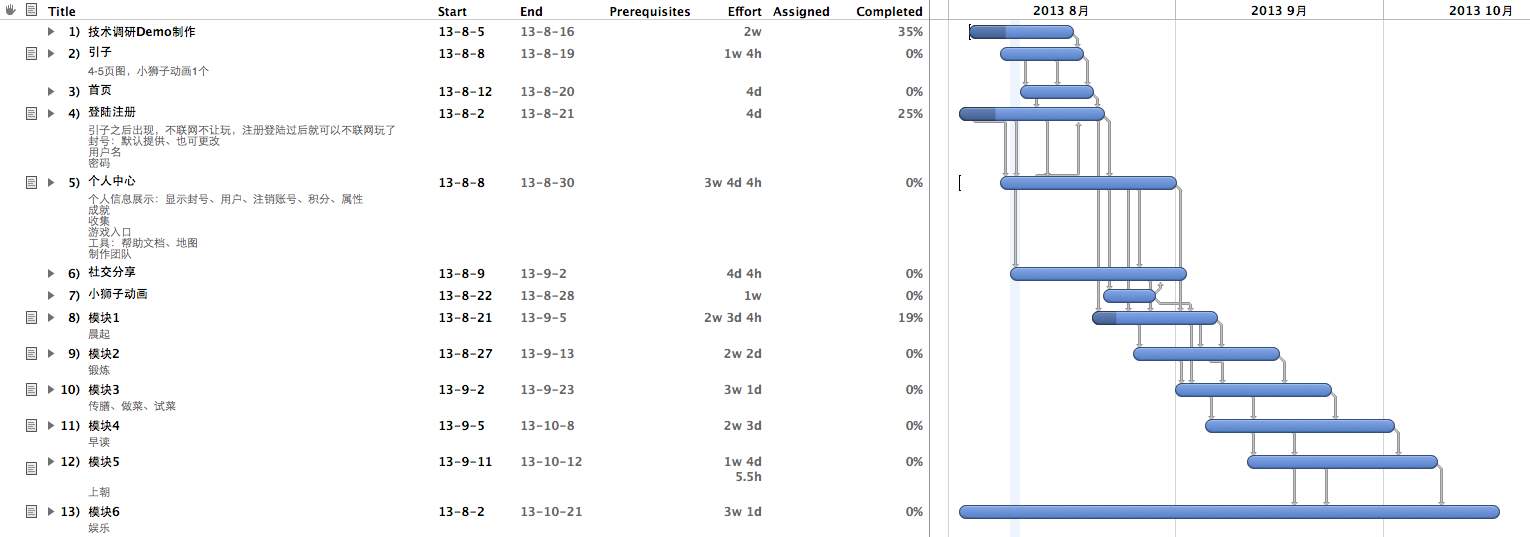 Title Start End Prerequisites Effort Assigned Completed 2013 8月 2013 9月 2013 10月
1) 技术调研Demo制作 13-8-5 13-8-16 2w 35%
2) 引子 13-8-8 13-8-19 1w 4h 0%
4-5页图，小狮子动画1个
3) 首页 13-8-12 13-8-20 4d 0%
4) 登陆注册 13-8-2 13-8-21 4d 25%
引子之后出现，不联网不让玩，注册登陆过后就可以不联网玩了
封号：默认提供、也可更改
用户名
密码
5) 个人中心 13-8-8 13-8-30 3w 4d 4h 0%
个人信息展示：显示封号、用户、注销账号、积分、属性
成就
收集
游戏入口
工具：帮助文档、地图
制作团队
6) 社交分享 13-8-9 13-9-2 4d 4h 0%
7) 小狮子动画 13-8-22 13-8-28 1w 0%
8) 模块1 13-8-21 13-9-5 2w 3d 4h 19%
晨起
9) 模块2 13-8-27 13-9-13 2w 2d 0%
锻炼
10) 模块3 13-9-2 13-9-23 3w 1d 0%
传膳、做菜、试菜
11) 模块4 13-9-5 13-10-8 2w 3d 0%
早读
12) 模块5 13-9-11 13-10-12 1w 4d 0%
5.5h
上朝
13) 模块6 13-8-2 13-10-21 3w 1d 0%
娱乐